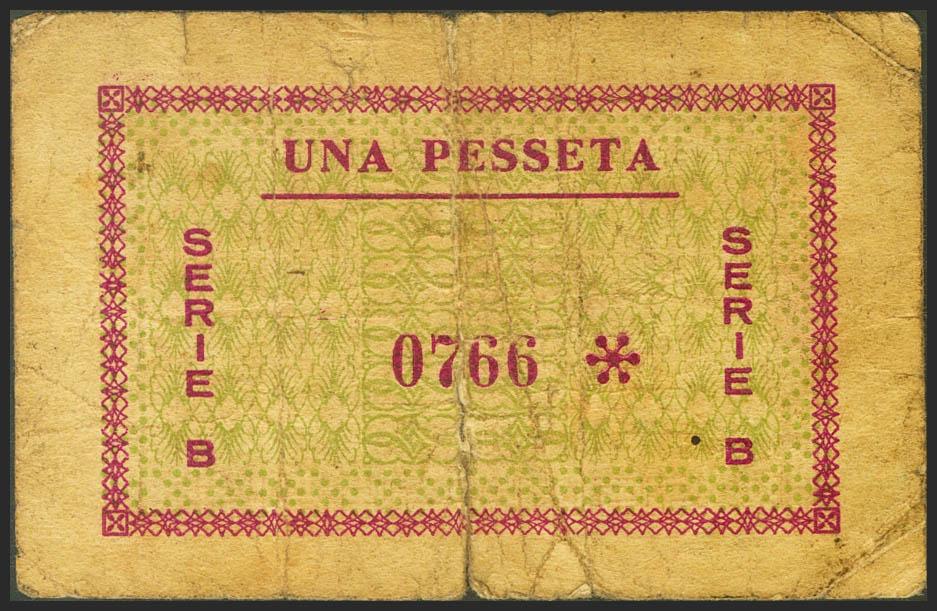 UNA PESSETA
SERIE B
SERIE B
0766 *